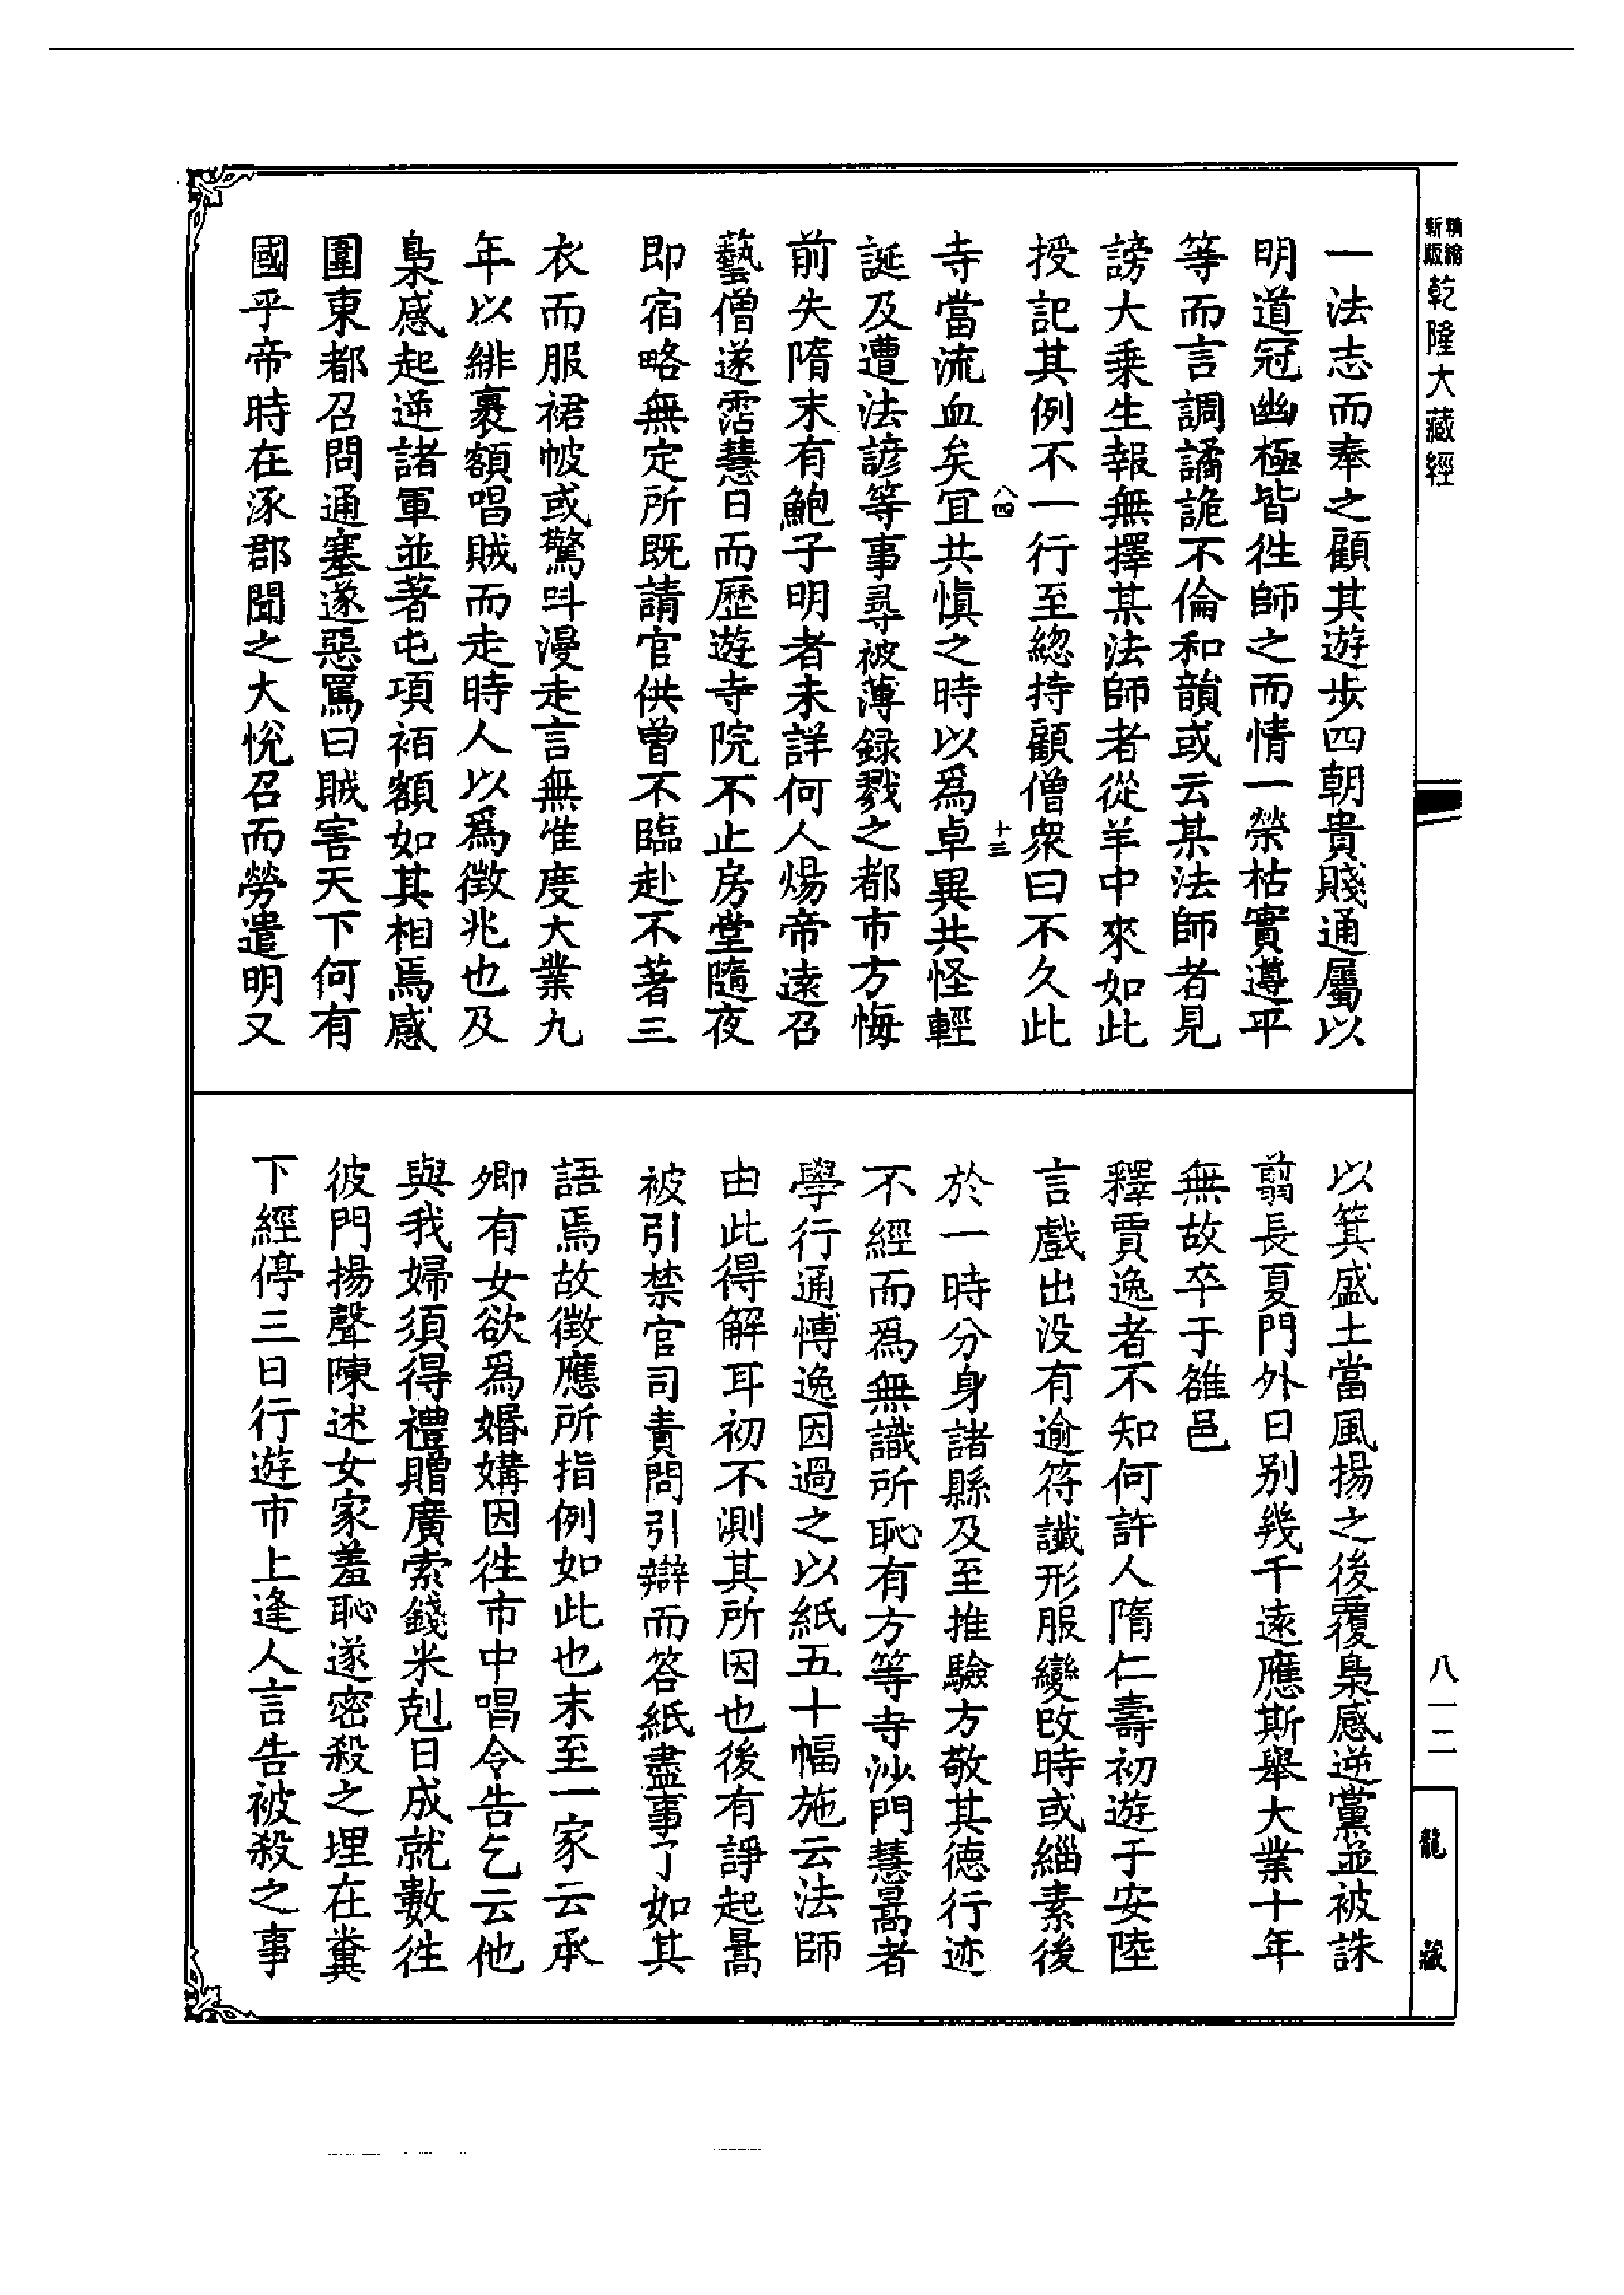 精縮
新版
乾隆大藏經
一法志而奉之顧其遊步四朝貴賤通屬以
明道冠幽極皆徃師之而情一榮枯實遵平
等而言調譎詭不倫和韻或云某法師者見
謗大乗生報無擇某法師者從羊中來如此
授記其例不一行至緫持顧僧衆曰不久此
八四
十三
寺當流血矣冝共愼之時以爲卓異共怪輕
誕及遭法諺等事尋被薄録戮之都市方悔
前失隋末有鮑子明者未詳何人煬帝遠召
藝僧遂霑慧日而歷遊寺院不止房堂隨夜
即宿略無定所既請官供曽不臨赴不著三
衣而服裙帔或驚呌漫走言無准度大業九
年以緋裹額唱賊而走時人以爲徵兆也及
梟感起逆諸軍並著屯項袹額如其相焉感
圍東都召問通塞遂惡罵曰賊害天下何有
國乎帝時在涿郡聞之大悅召而勞遣明又
以箕盛土當風揚之後覆梟感逆黨並被誅
翦長夏門外日別幾千遠應斯舉大業十年
無故卒于雒邑
釋賈逸者不知何許人隋仁壽初遊于安陸
言戲出没有逾符讖形服變改時或緇素後
於一時分身諸縣及至推驗方敬其德行迹
不經而爲無識所恥有方等寺沙門慧暠者
學行通愽逸因過之以紙五十幅施云法師
由此得解耳初不測其所因也後有諍起暠
被引禁官司責問引辯而答紙盡事了如其
語焉故徵應所指例如此也末至一家云承
卿有女欲爲婚媾因徃市中唱令告乞云他
與我婦須得禮贈廣索錢米剋日成就數徃
彼門揚聲陳述女家羞恥遂密殺之埋在糞
下經停三日行遊市上逢人言告被殺之事
八一二
龍藏